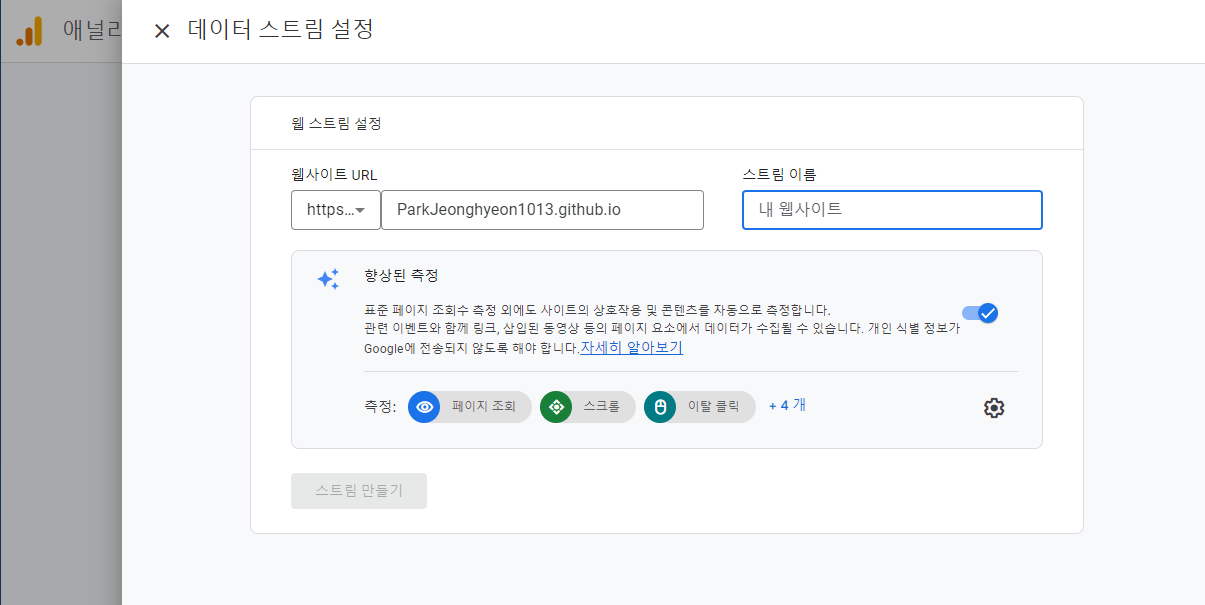 애널리
데이터 스트림 설정
웹 스트림 설정
웹사이트 URL
스트림 이름
https...
ParkJeonghyeon1013.github.io
내 웹사이트
향상된 측정
표준 페이지 조회수 측정 외에도 사이트의 상호작용 및 콘텐츠를 자동으로 측정합니다.
관련 이벤트와 함께 링크, 삽입된 동영상 등의 페이지 요소에서 데이터가 수집될 수 있습니다. 개인 식별 정보가
Google에 전송되지 않도록 해야 합니다.자세히 알아보기
측정: 페이지 조회 스크롤 이탈 클릭 + 4 개
스트림 만들기